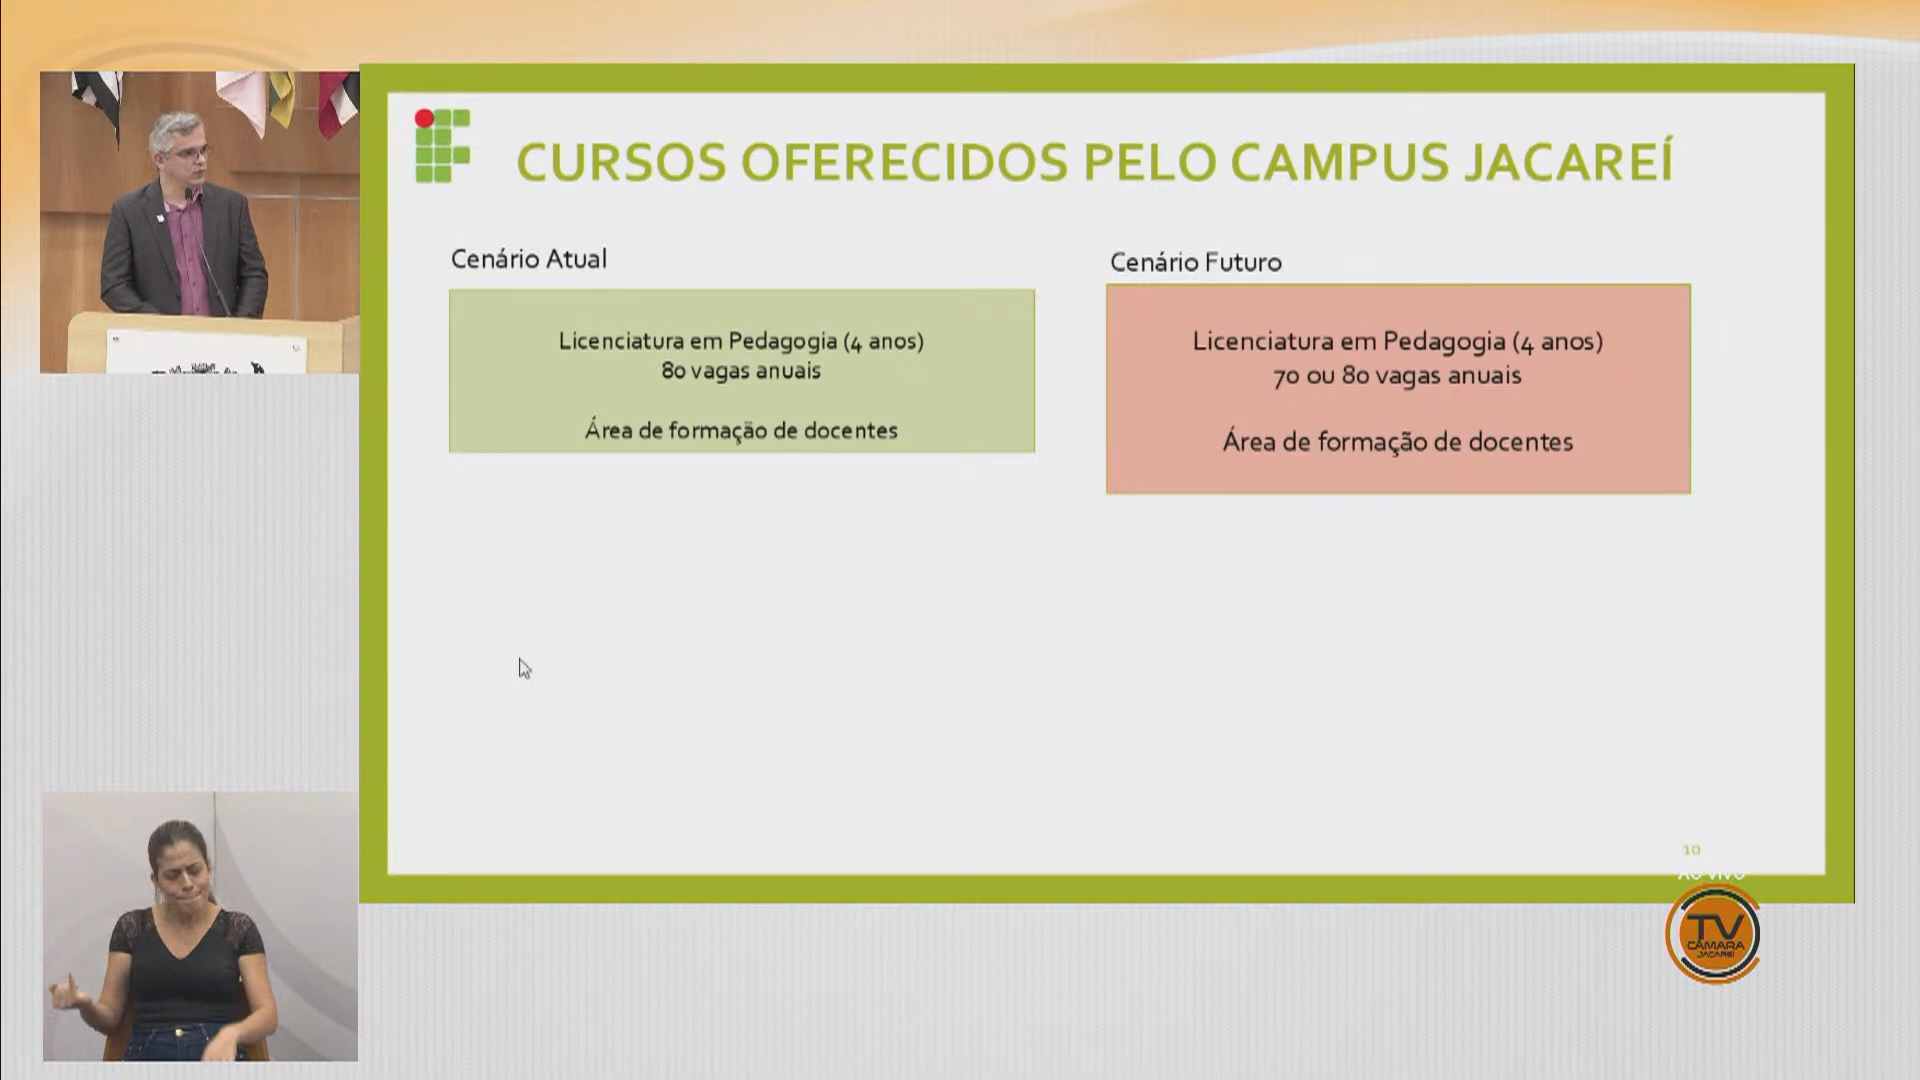 CURSOS OFERECIDOS PELO CAMPUS JACAREÍ
Cenário Atual
Licenciatura em Pedagogia (4 anos)
80 vagas anuais
Área de formação de docentes
Cenário Futuro
Licenciatura em Pedagogia (4 anos)
70 ou 80 vagas anuais
Área de formação de docentes
10
AO VIVO
TV
CÂMARA
JACAREÍ